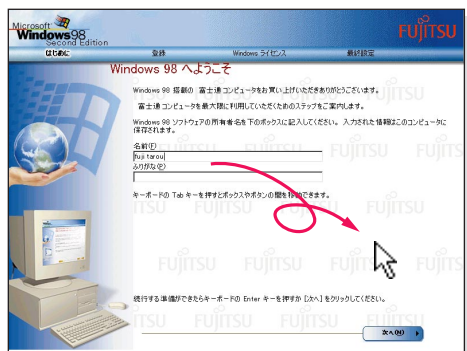 Microsoft
Windows98
Second Edition
FUJITSU
はじめに 登録 Windows ライセンス 最終設定
Windows 98 へようこそ
Windows 98 搭載の 富士通 コンピュータをお買い上げいただきありがとうございます。
富士通コンピュータを最大限に利用していただくためのステップをご案内します。
Windows 98 ソフトウェアの所有者名を下のボックスに記入してください。 入力された情報はこのコンピュータに
保存されます。
名前(F)
fuji tarou
ふりがな(P)
キーボードの Tab キーを押すとボックスやボタンの間を移動できます。
続行する準備ができたらキーボードの Enter キーを押すか [次へ] をクリックしてください。
次へ(N)